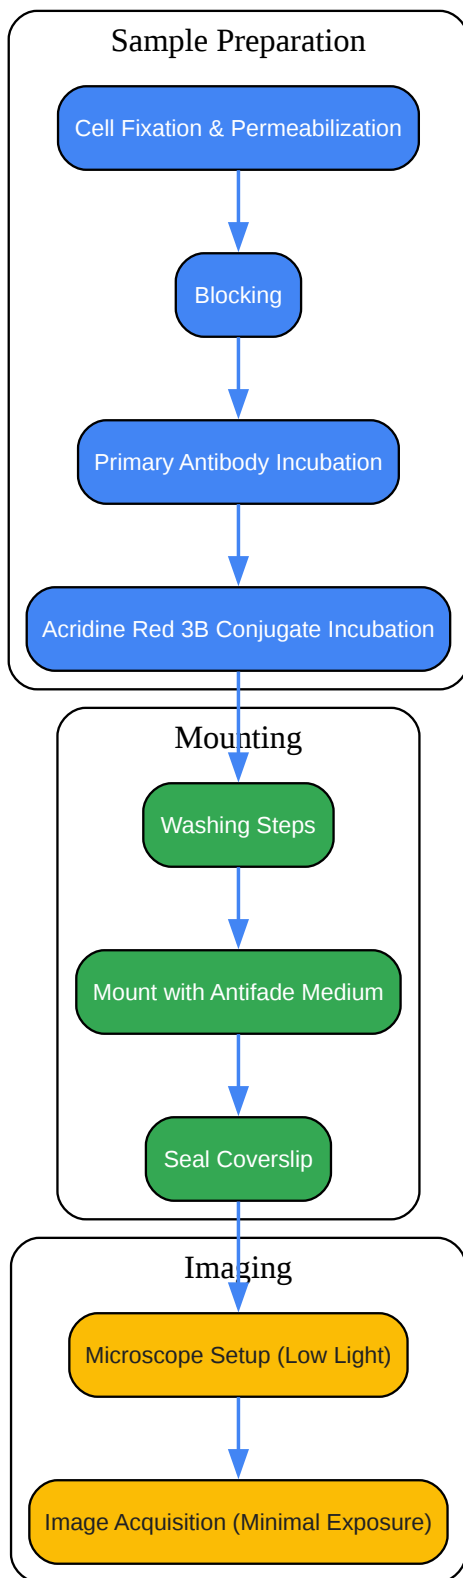 Sample Preparation
Cell Fixation & Permeabilization
Blocking
Primary Antibody Incubation
Acridine Red 3B Conjugate Incubation
Mounting
Washing Steps
Mount with Antifade Medium
Seal Coverslip
Imaging
Microscope Setup (Low Light)
Image Acquisition (Minimal Exposure)